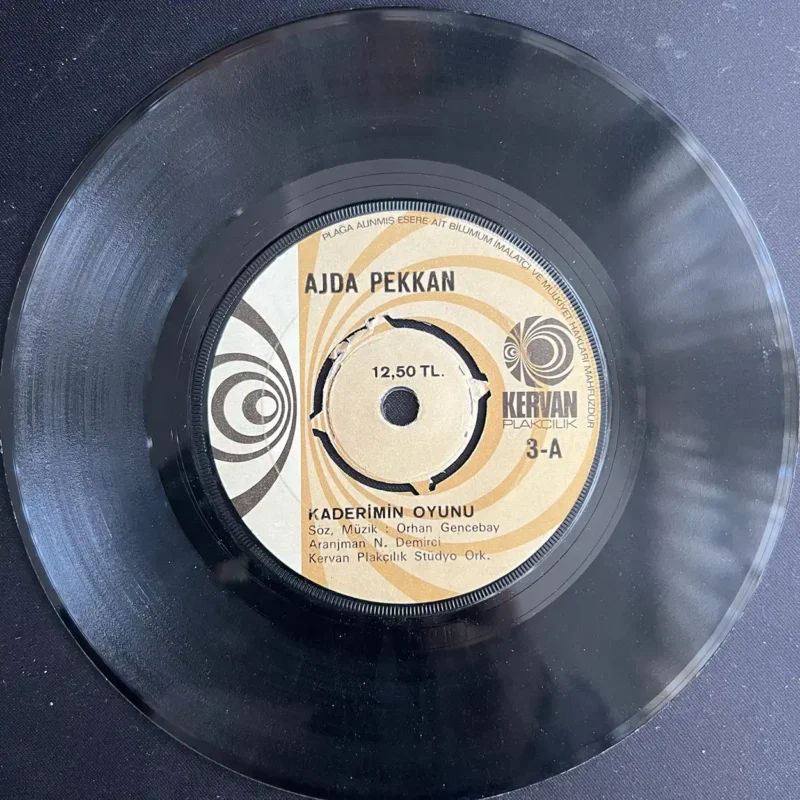 PLAĞA ALINMIŞ ESERE AİT BİLUMUM İMALATÇI VE MÜLKİYET HAKLARI MAHFUZDUR
AJDA PEKKAN
12,50 TL.
KERVAN
PLAKÇILIK
3-A
KADERİMİN OYUNU
Söz, Müzik : Orhan Gencebay
Aranjman N. Demirci
Kervan Plakçılık Stüdyo Ork.